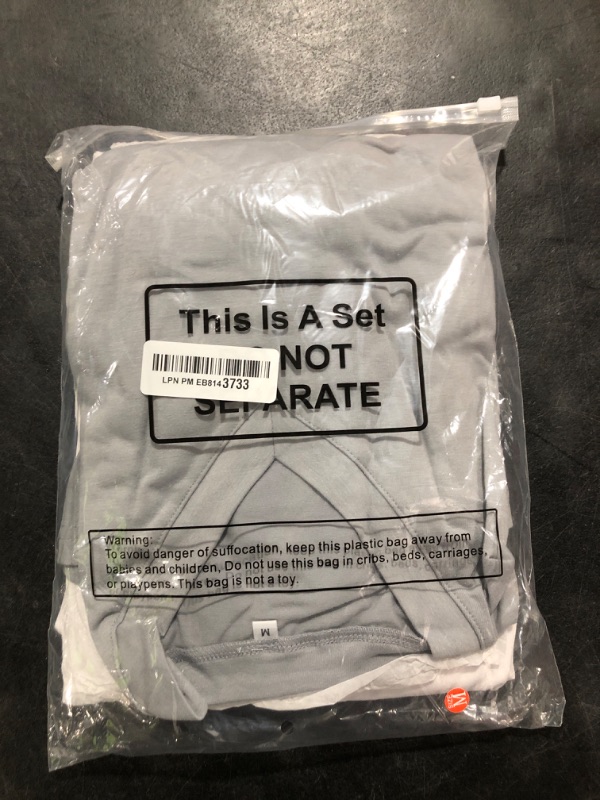 This Is A Set
NOT
SEPARATE
LPN PM EB8143733
Warning:
To avoid danger of suffocation, keep this plastic bag away from
babies and children, Do not use this bag in cribs, beds, carriages,
or playpens. This bag is not a toy.
M
M